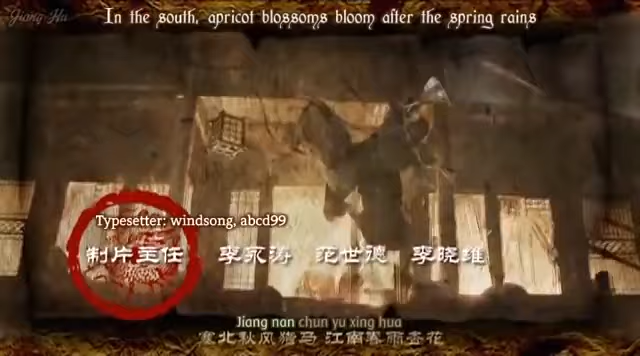 Jiang Hu
In the south, apricot blossoms bloom after the spring rains
Typesetter: windsong, abcd99
制片主任 李永涛 范世德 李晓维
Jiang nan chun yu xing hua
塞北秋风猎马 江南春雨杏花